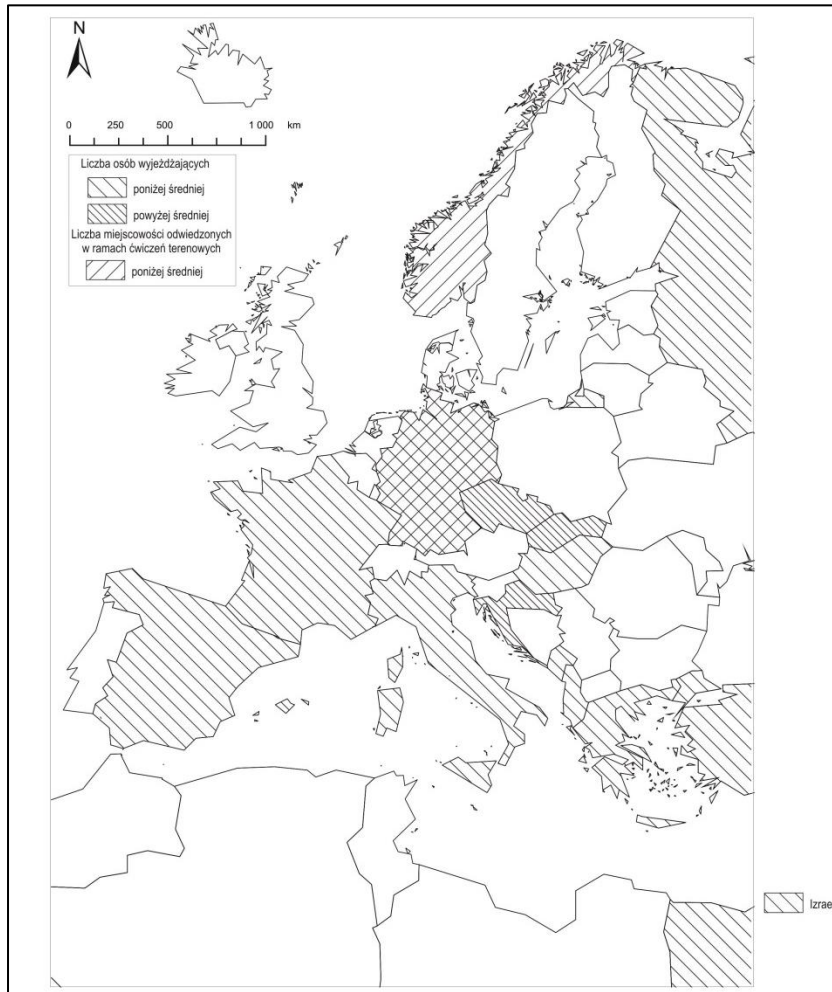 N
0 250 500 1 000 km
Liczba osób wyjeżdżających
poniżej średniej
powyżej średniej
Liczba miejscowości odwiedzonych
w ramach ćwiczeń terenowych
poniżej średniej
Izrae